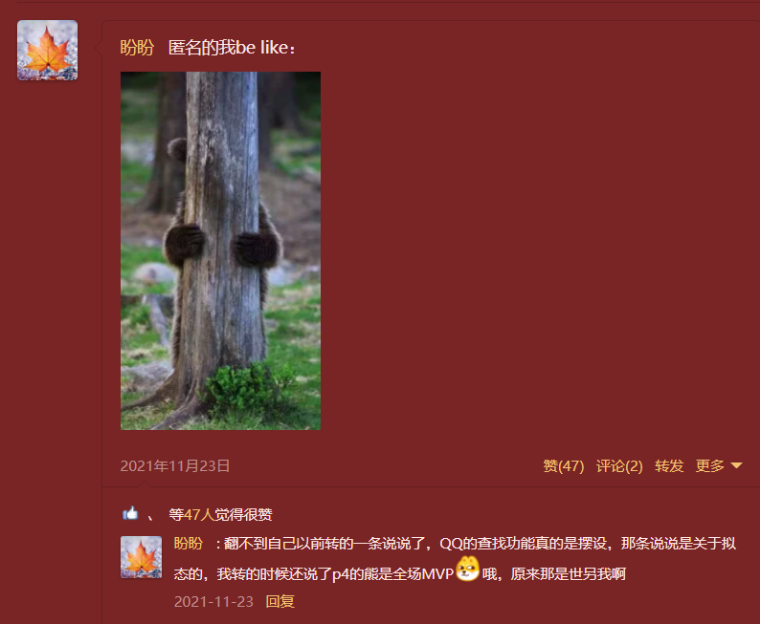 盼盼 匿名的我be like：
2021年11月23日 赞(47) 评论(2) 转发 更多
、 等47人觉得很赞
盼盼 ：翻不到自己以前转的一条说说了，QQ的查找功能真的是摆设，那条说说是关于拟
态的，我转的时候还说了p4的熊是全场MVP哦，原来那是世另我啊
2021-11-23 回复